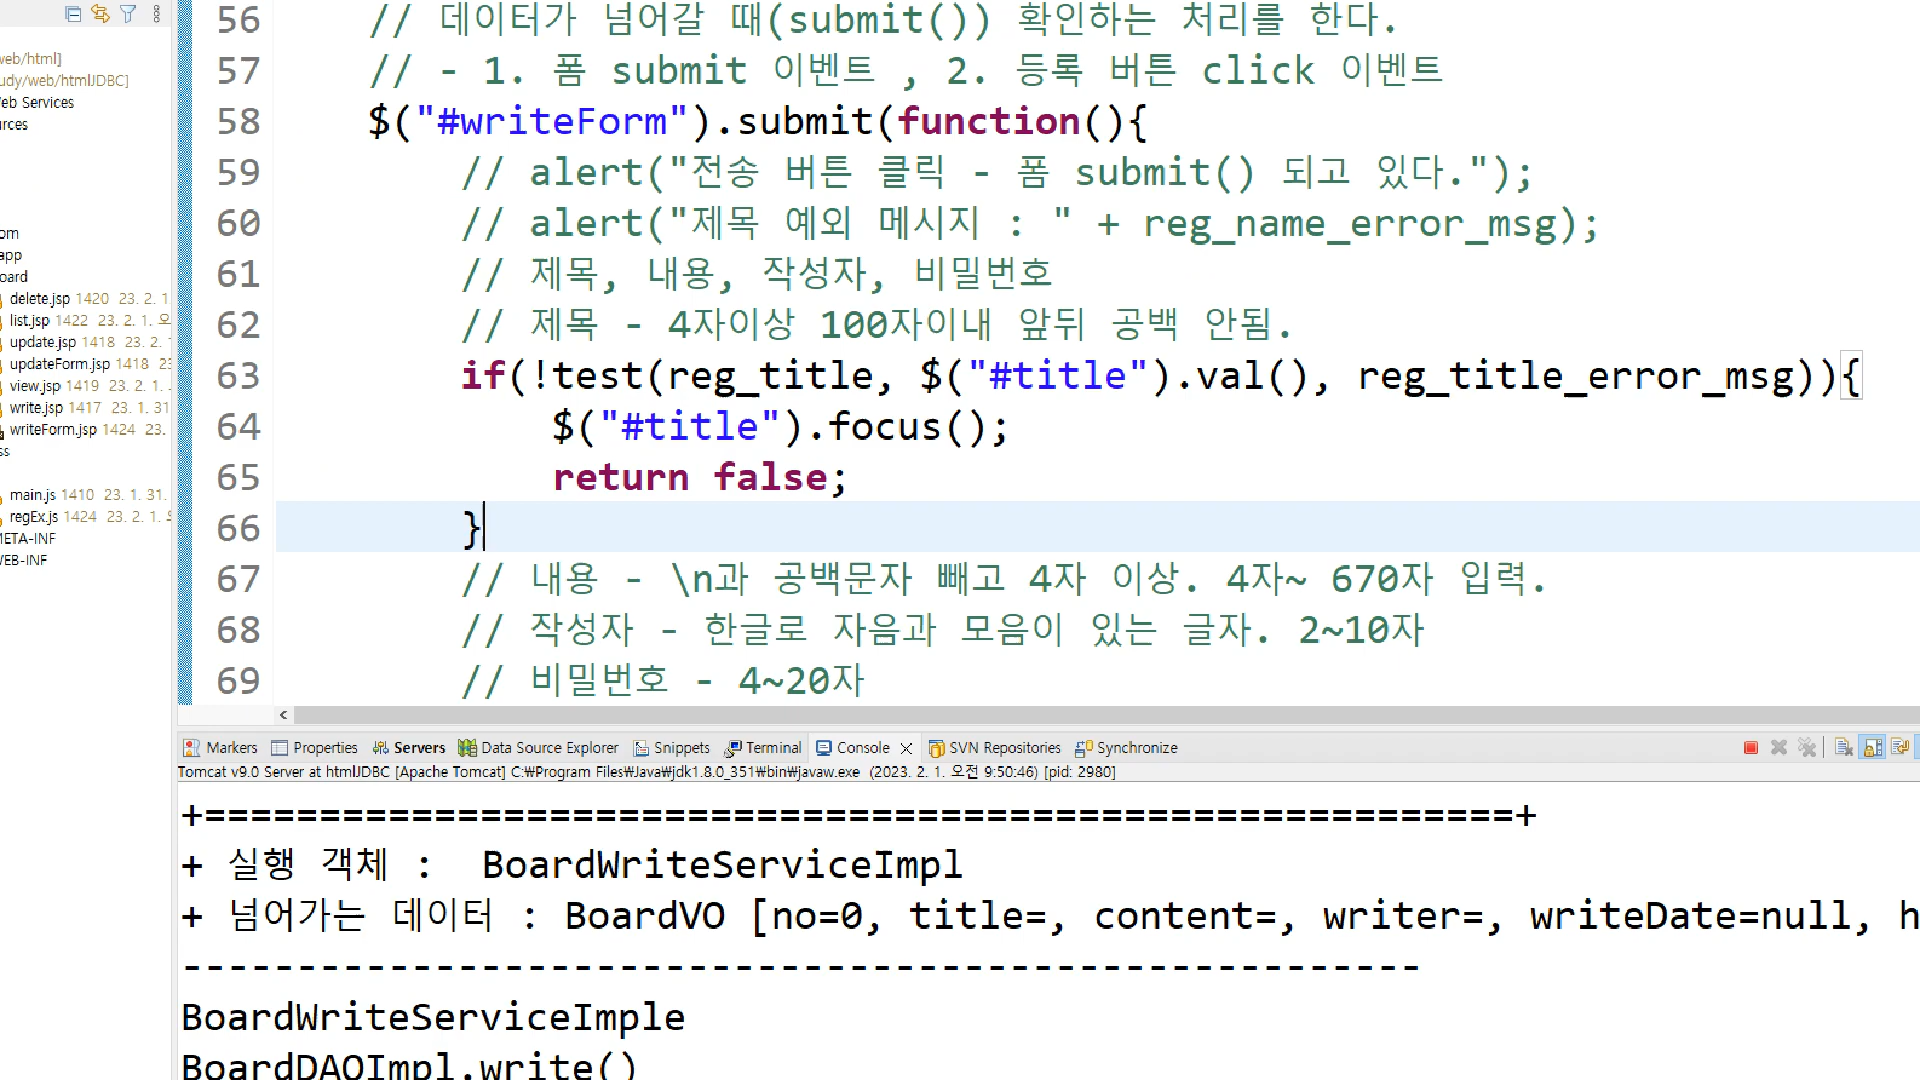 web/html]
udy/web/htmlJDBC]
eb Services
rces
om
app
oard
delete.jsp 1420 23. 2. 1.
list.jsp 1422 23. 2. 1. 오
update.jsp 1418 23. 2.
updateForm.jsp 1418 23
view.jsp 1419 23. 2. 1.
write.jsp 1417 23. 1. 31
writeForm.jsp 1424 23.
ss
main.js 1410 23. 1. 31.
regEx.js 1424 23. 2. 1.
META-INF
WEB-INF
56 // 데이터가 넘어갈 때(submit()) 확인하는 처리를 한다.
57 // - 1. 폼 submit 이벤트 , 2. 등록 버튼 click 이벤트
58 $("#writeForm").submit(function(){
59 // alert("전송 버튼 클릭 - 폼 submit() 되고 있다.");
60 // alert("제목 예외 메시지 : " + reg_name_error_msg);
61 // 제목, 내용, 작성자, 비밀번호
62 // 제목 - 4자이상 100자이내 앞뒤 공백 안됨.
63 if(!test(reg_title, $("#title").val(), reg_title_error_msg)){
64 $("#title").focus();
65 return false;
66 }
67 // 내용 - \n과 공백문자 빼고 4자 이상. 4자~ 670자 입력.
68 // 작성자 - 한글로 자음과 모음이 있는 글자. 2~10자
69 // 비밀번호 - 4~20자
Markers Properties Servers Data Source Explorer Snippets Terminal Console SVN Repositories Synchronize
Tomcat v9.0 Server at htmlJDBC [Apache Tomcat] C:₩Program Files₩Java₩jdk1.8.0_351₩bin₩javaw.exe (2023. 2. 1. 오전 9:50:46) [pid: 2980]
+=========================================================+
+ 실행 객체 : BoardWriteServiceImpl
+ 넘어가는 데이터 : BoardVO [no=0, title=, content=, writer=, writeDate=null, h
------------------------------------------------------
BoardWriteServiceImple
BoardDAOImpl.write()